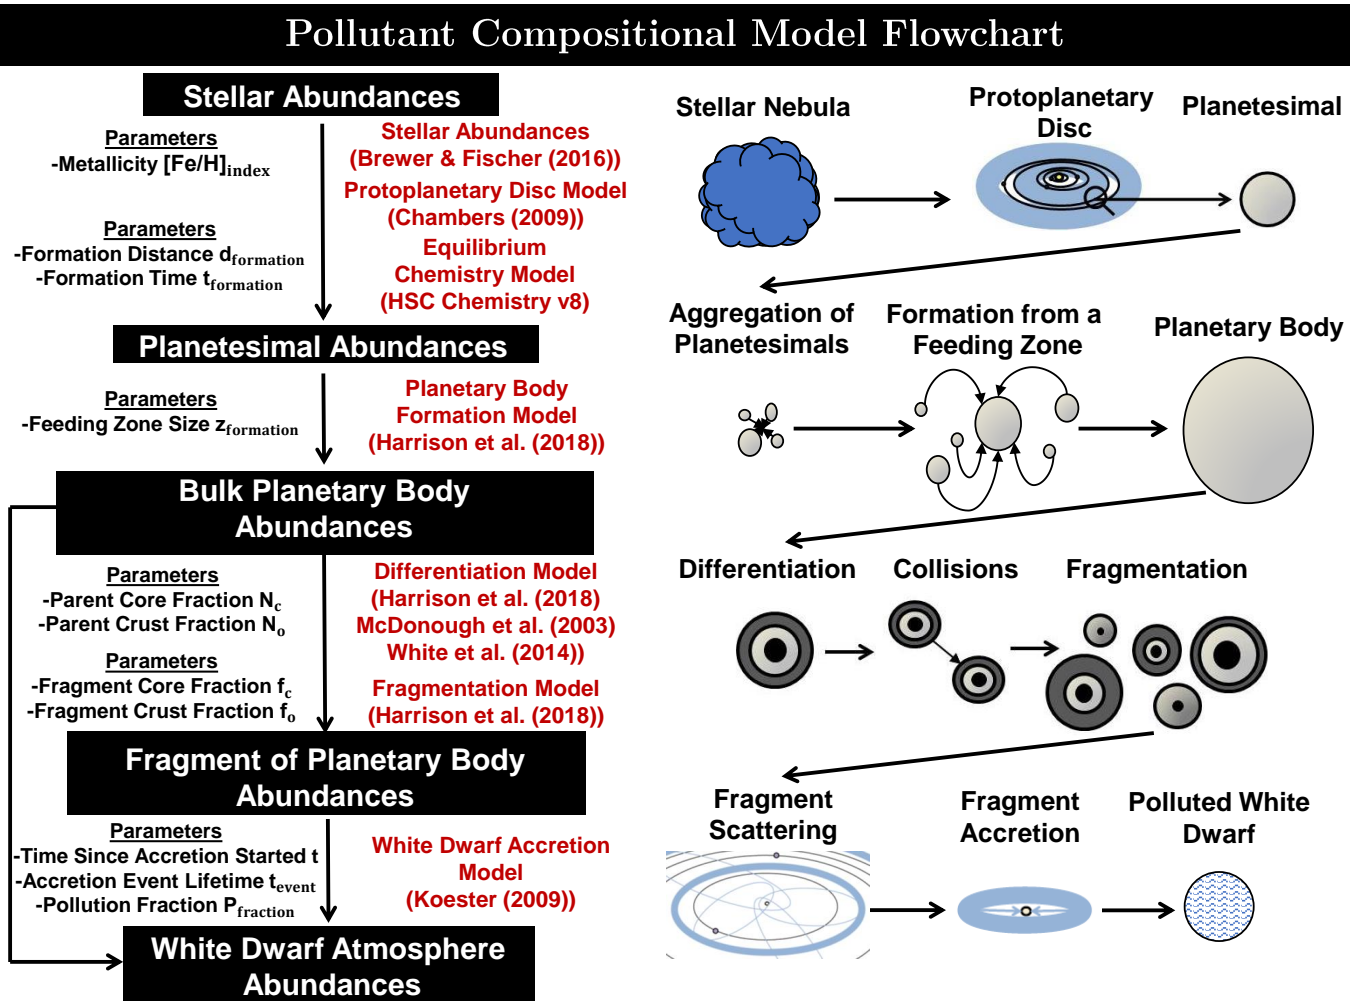 Pollutant Compositional Model Flowchart
Stellar Abundances
Parameters
-Metallicity [Fe/H]index
Stellar Abundances
(Brewer & Fischer (2016))
Protoplanetary Disc Model
(Chambers (2009))
Parameters
-Formation Distance dformation
-Formation Time tformation
Equilibrium
Chemistry Model
(HSC Chemistry v8)
Planetesimal Abundances
Parameters
-Feeding Zone Size zformation
Planetary Body
Formation Model
(Harrison et al. (2018))
Bulk Planetary Body
Abundances
Parameters
-Parent Core Fraction Nc
-Parent Crust Fraction No
Differentiation Model
(Harrison et al. (2018)
McDonough et al. (2003)
White et al. (2014))
Parameters
-Fragment Core Fraction fc
-Fragment Crust Fraction fo
Fragmentation Model
(Harrison et al. (2018))
Fragment of Planetary Body
Abundances
Parameters
-Time Since Accretion Started t
-Accretion Event Lifetime tevent
-Pollution Fraction Pfraction
White Dwarf Accretion
Model
(Koester (2009))
White Dwarf Atmosphere
Abundances
Stellar Nebula
Protoplanetary
Disc
Planetesimal
Aggregation of
Planetesimals
Formation from a
Feeding Zone
Planetary Body
Differentiation
Collisions
Fragmentation
Fragment
Scattering
Fragment
Accretion
Polluted White
Dwarf